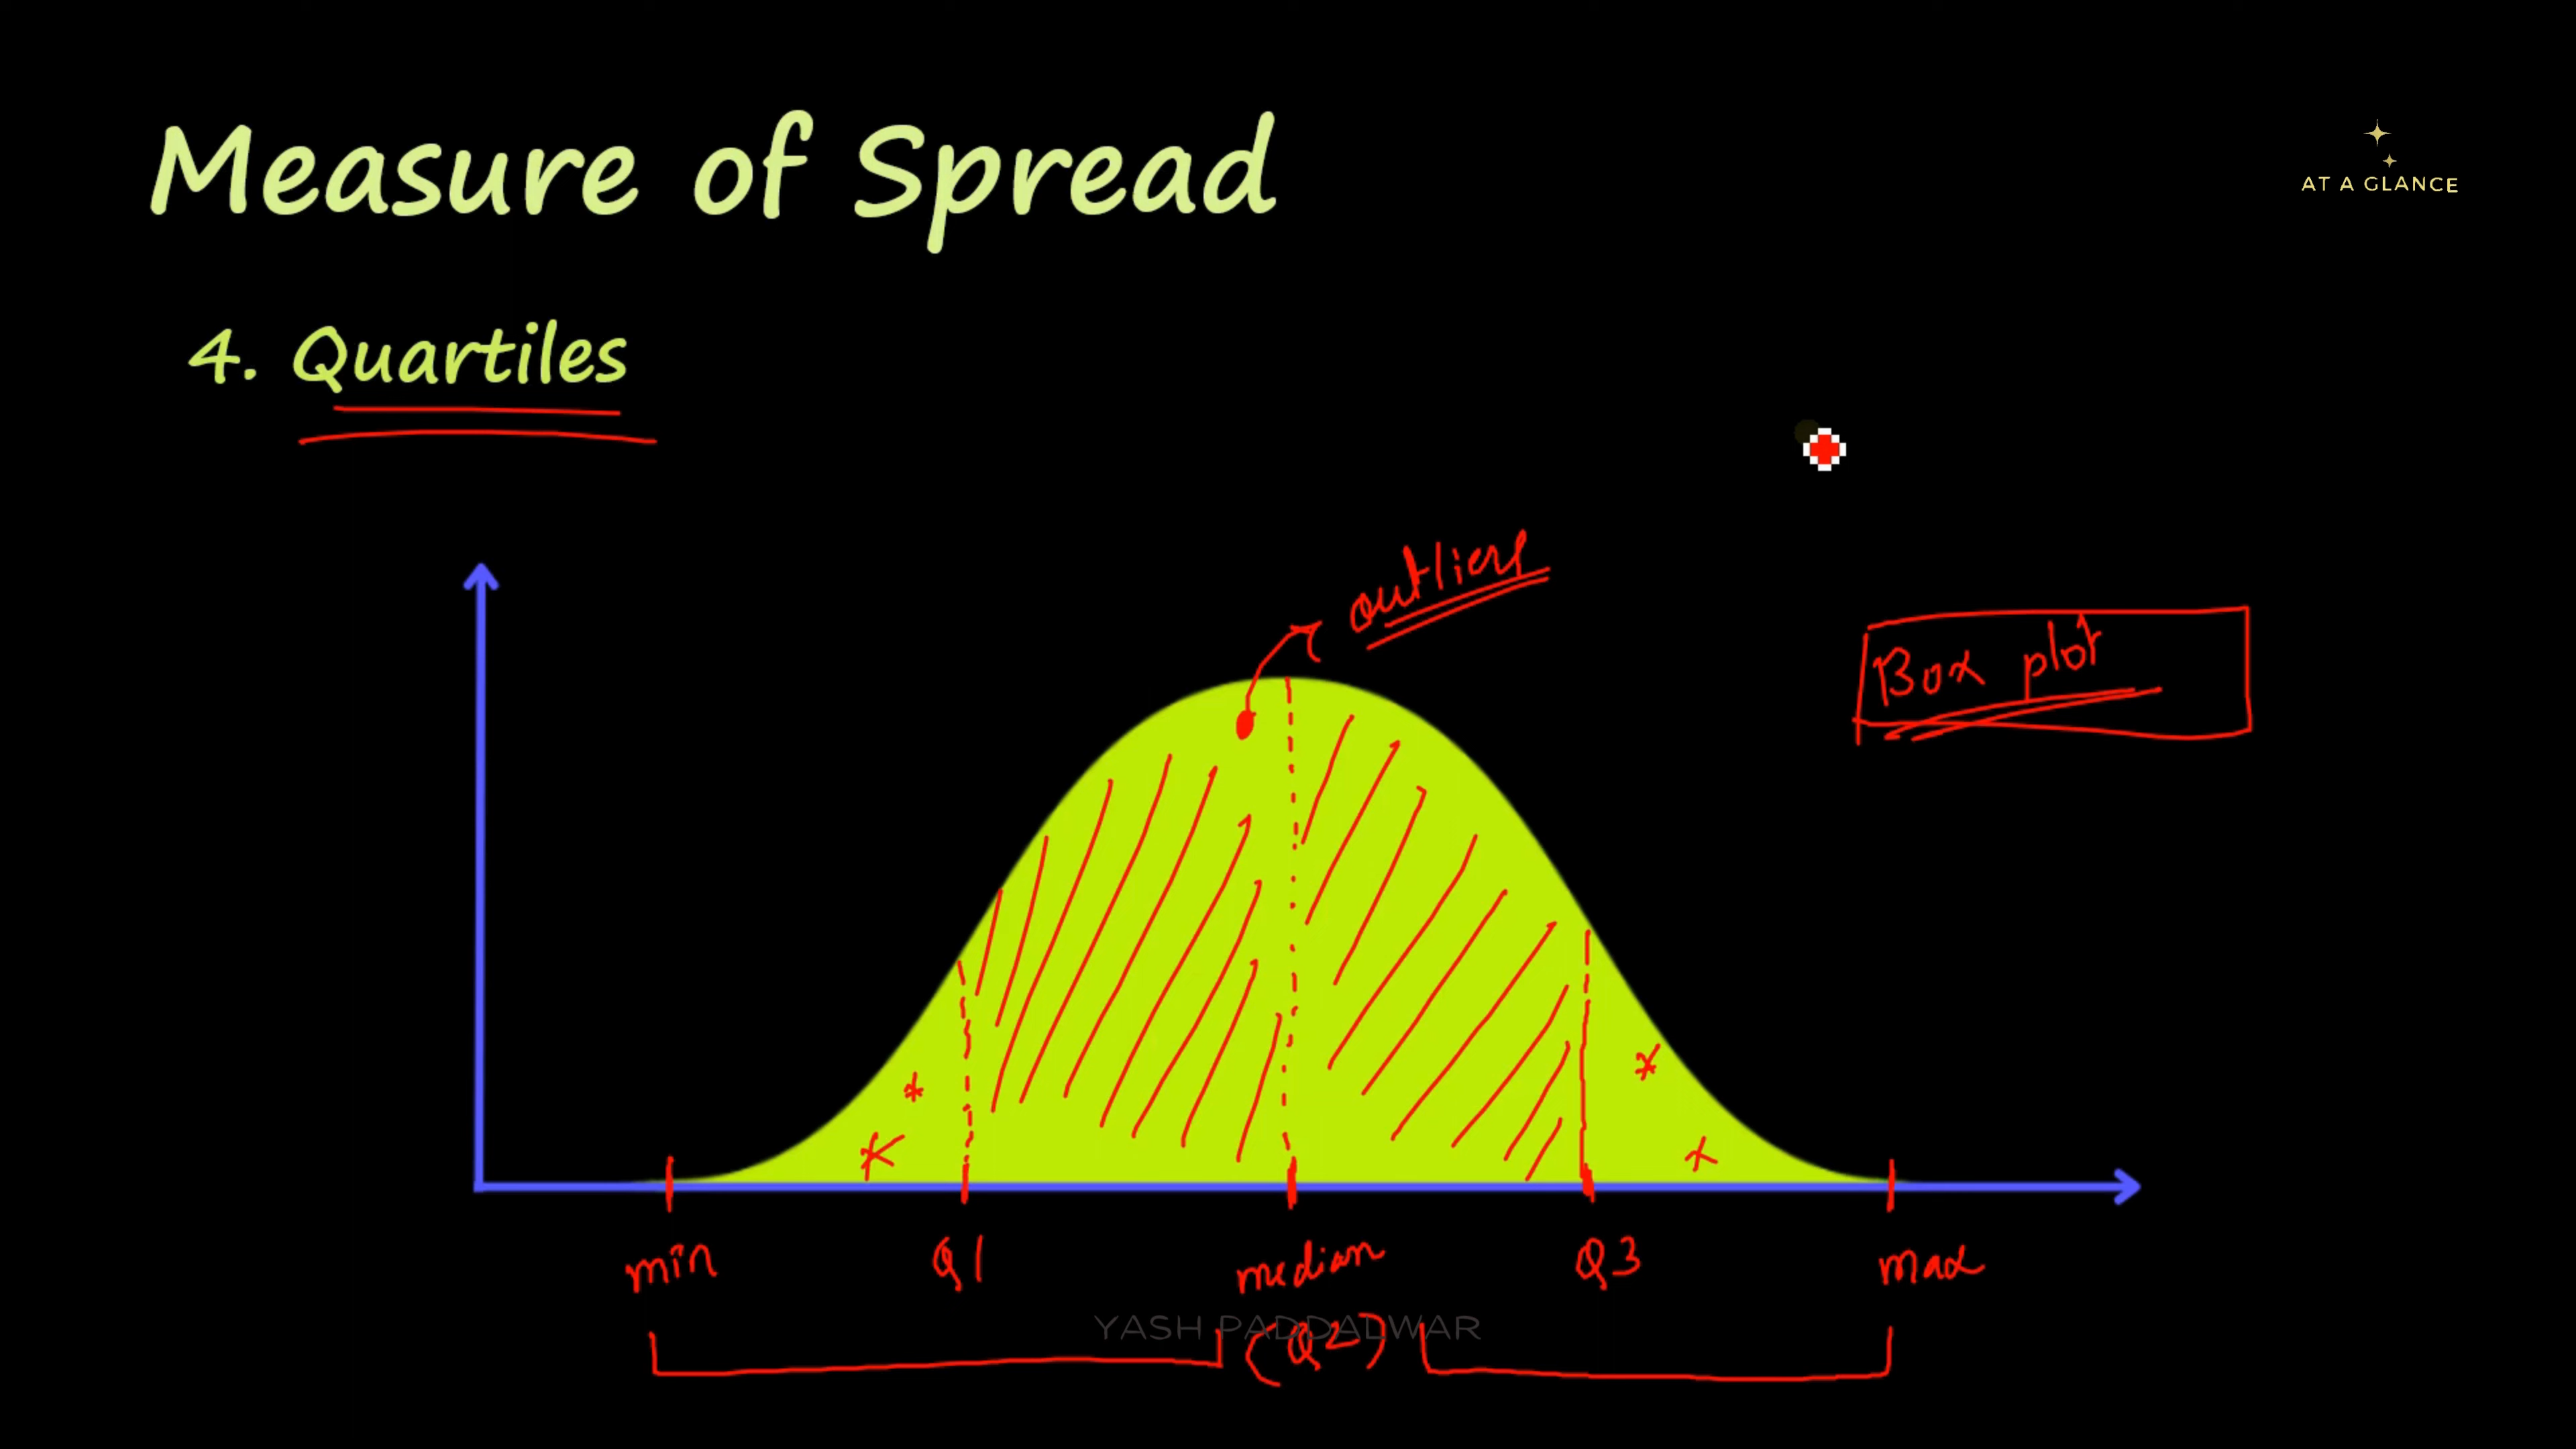 Measure of Spread
AT A GLANCE
4. Quartiles
outliers
Box plot
min Q1 median Q3 max
YASH PADDALWAR
(Q2)